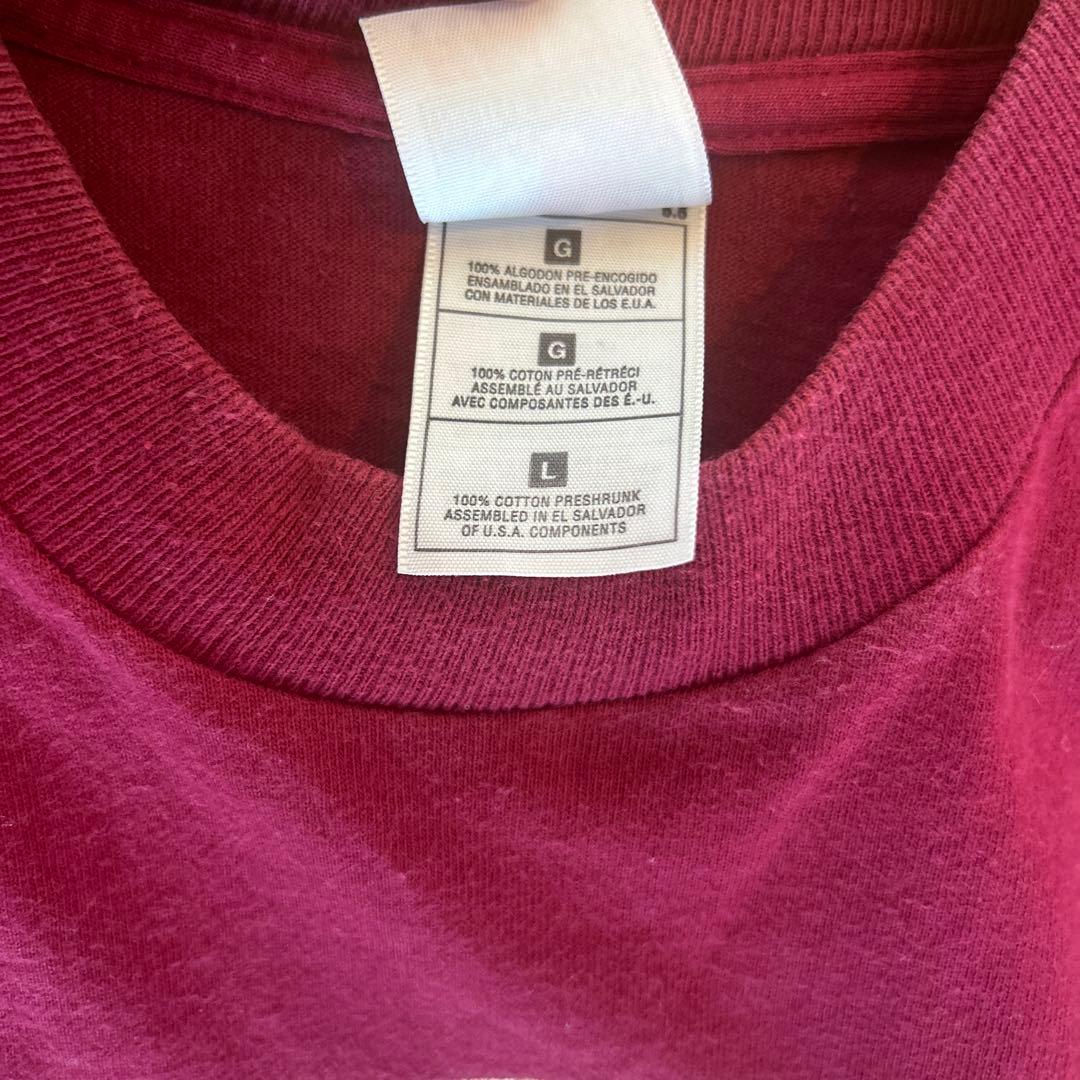 G
100% ALGODON PRE-ENCOGIDO
ENSAMBLADO EN EL SALVADOR
CON MATERIALES DE LOS E.U.A.
G
100% COTON PRÉ-RÉTRÉCI
ASSEMBLÉ AU SALVADOR
AVEC COMPOSANTES DES É.-U.
L
100% COTTON PRESHRUNK
ASSEMBLED IN EL SALVADOR
OF U.S.A. COMPONENTS